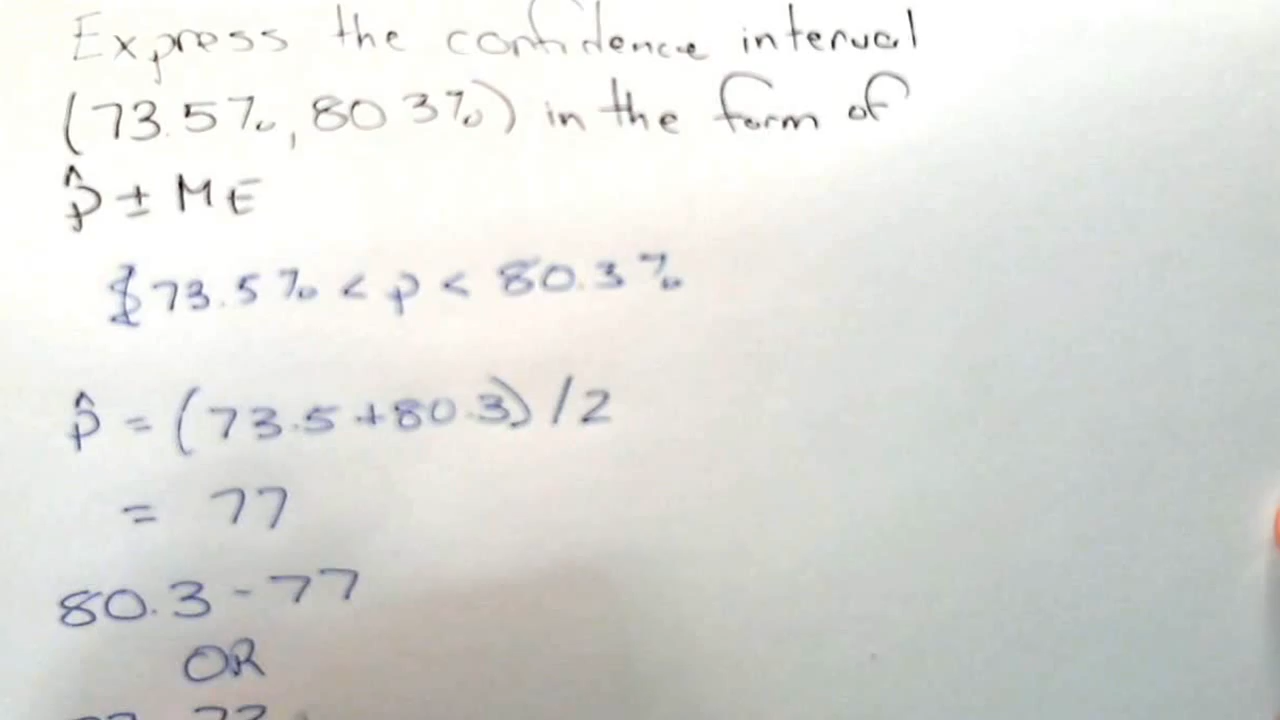 Express the confidence interval
(73.5%, 80.3%) in the form of
p̂ ± ME
73.5% < p < 80.3%
p̂ = (73.5+80.3)/2
= 77
80.3-77
OR